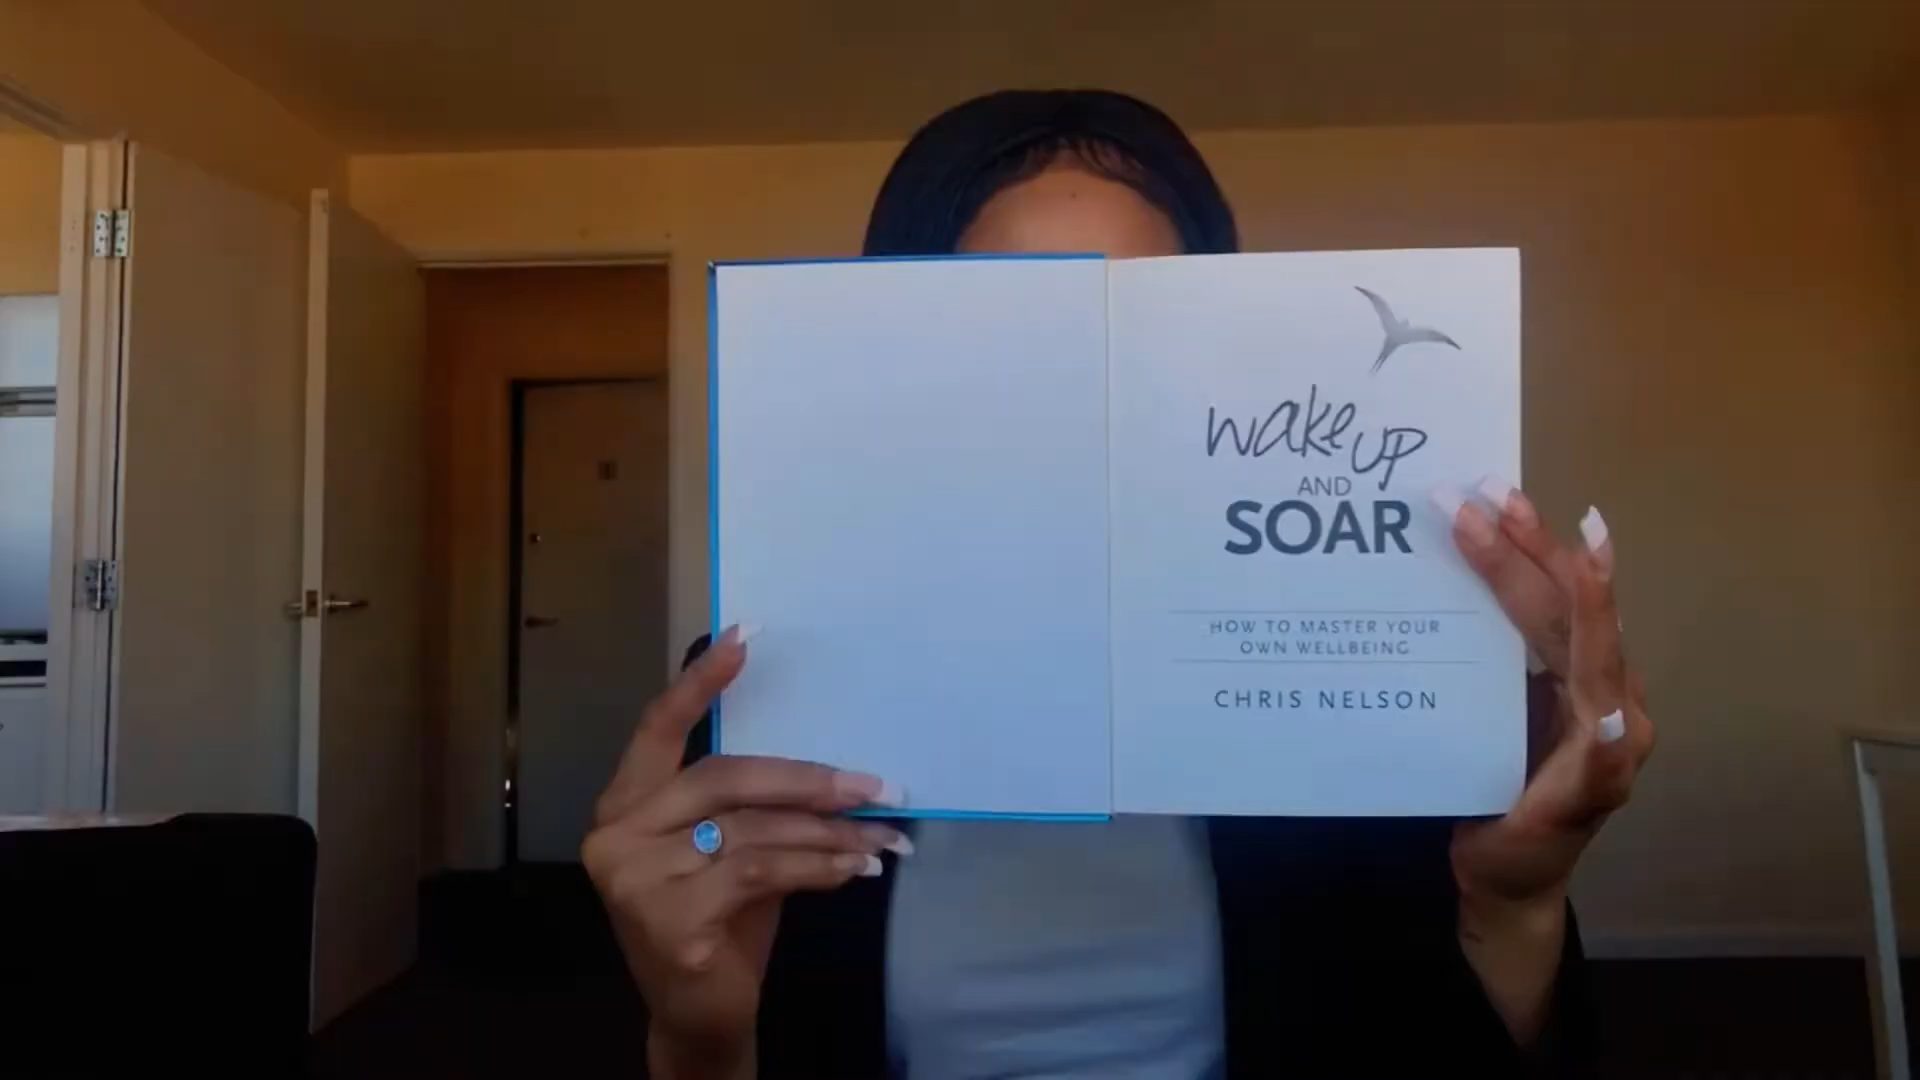 wake up
AND
SOAR
HOW TO MASTER YOUR
OWN WELLBEING
CHRIS NELSON